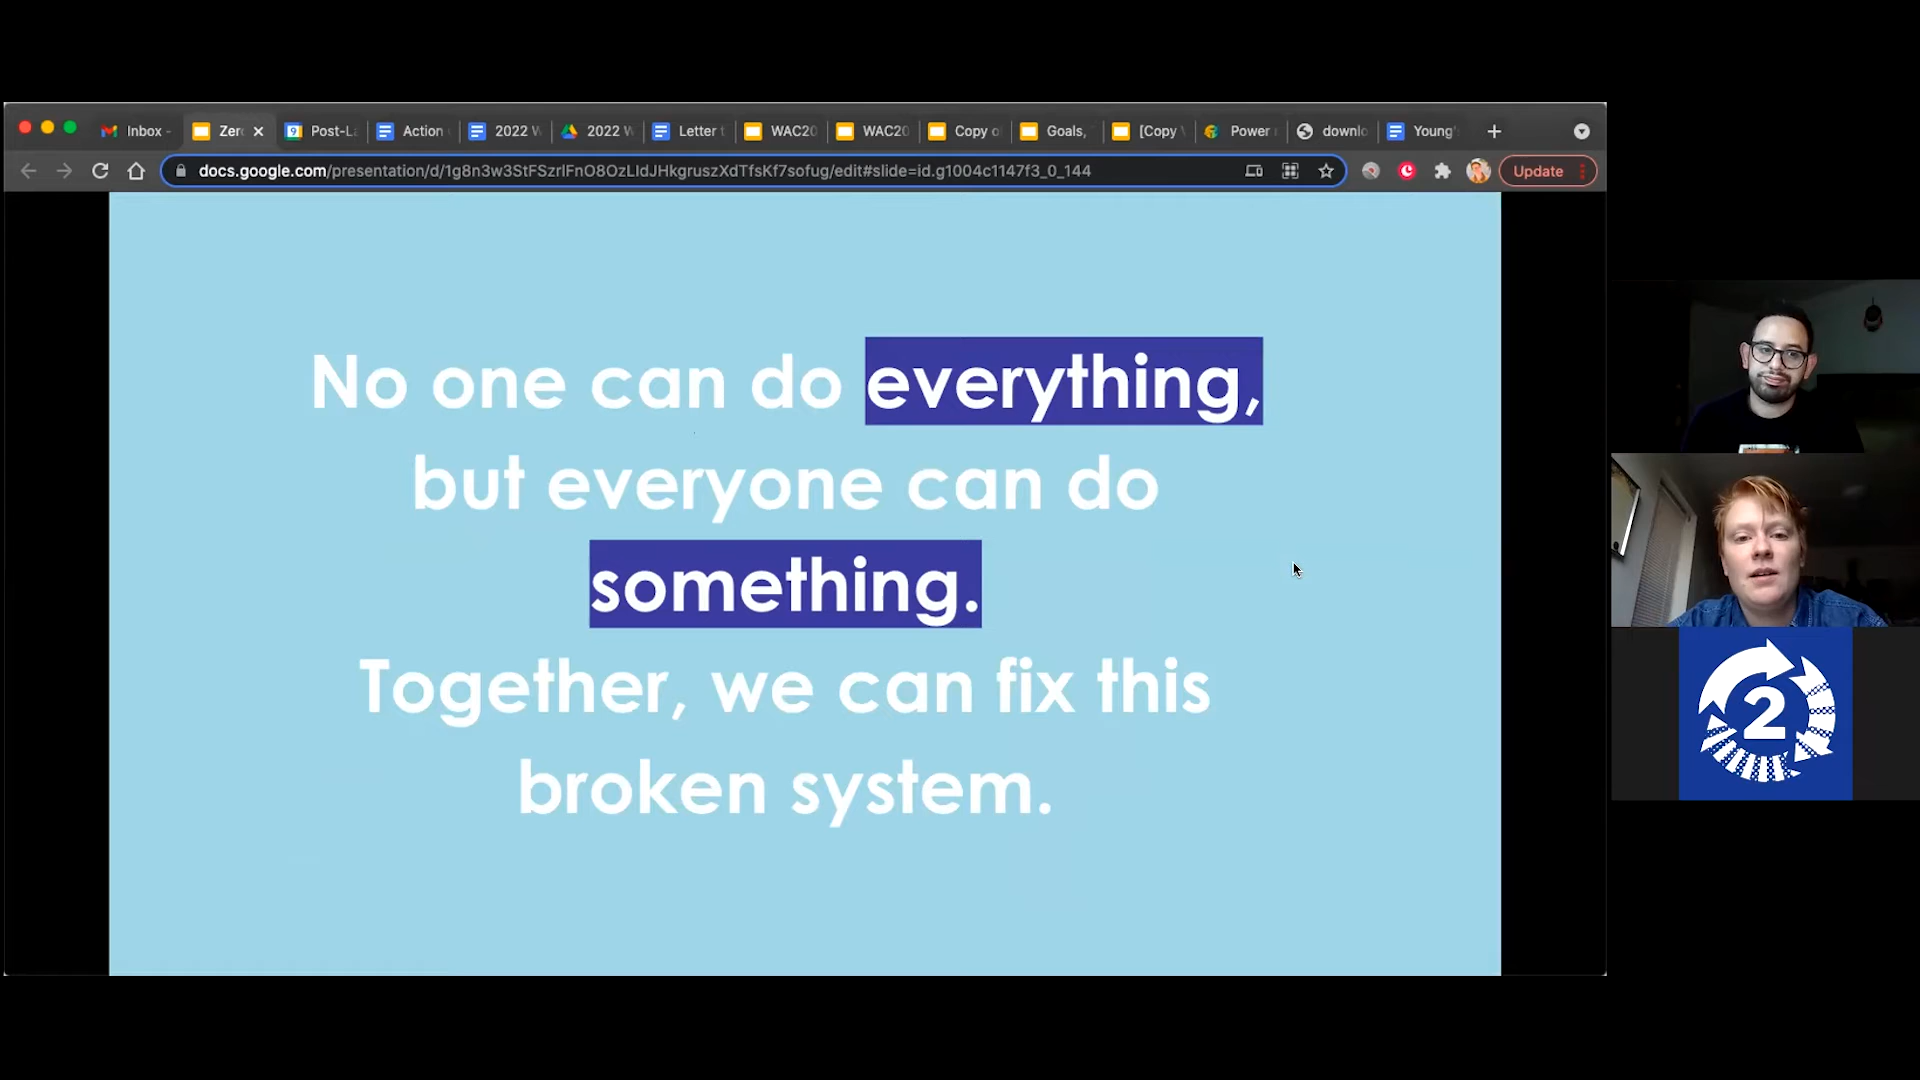 Inbox -
Zer
Post-L
Action
2022 W
2022 W
Letter t
WAC20
WAC20
Copy o
Goals,
[Copy
Power
downlo
Young'
docs.google.com/presentation/d/1g8n3w3StFSzrlFnO8OzLIdJHkgruszXdTfsKf7sofug/edit#slide=id.g1004c1147f3_0_144
Update
No one can do everything,
but everyone can do
something.
Together, we can fix this
broken system.
2